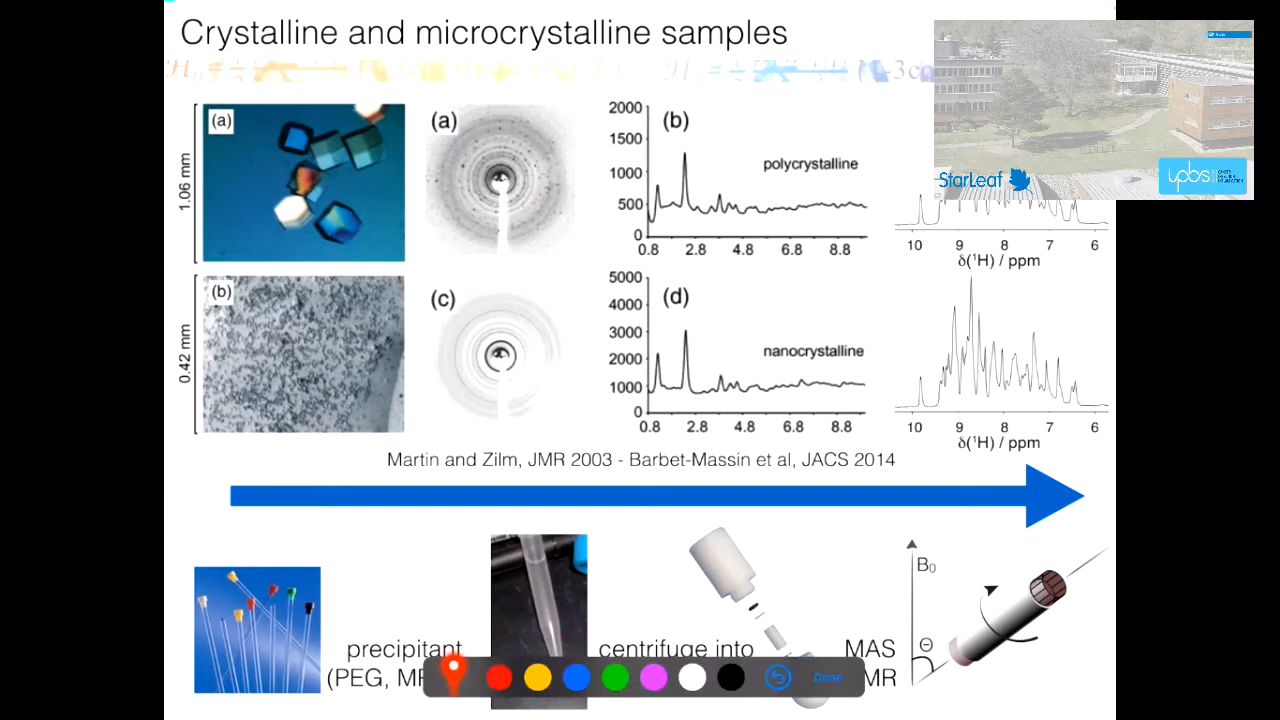 Crystalline and microcrystalline samples
(a)
1.06 mm
(a)
2000
1500
1000
500
0
(b)
polycrystalline
0.8 2.8 4.8 6.8 8.8
StarLeaf
ipbs
10 9 8 7 6
δ(¹H) / ppm
(b)
0.42 mm
(c)
5000
4000
3000
2000
1000
0
(d)
nanocrystalline
0.8 2.8 4.8 6.8 8.8
10 9 8 7 6
δ(¹H) / ppm
Martin and Zilm, JMR 2003 - Barbet-Massin et al, JACS 2014
precipitant
(PEG,
centrifuge into
MAS
B₀
Θ
Done